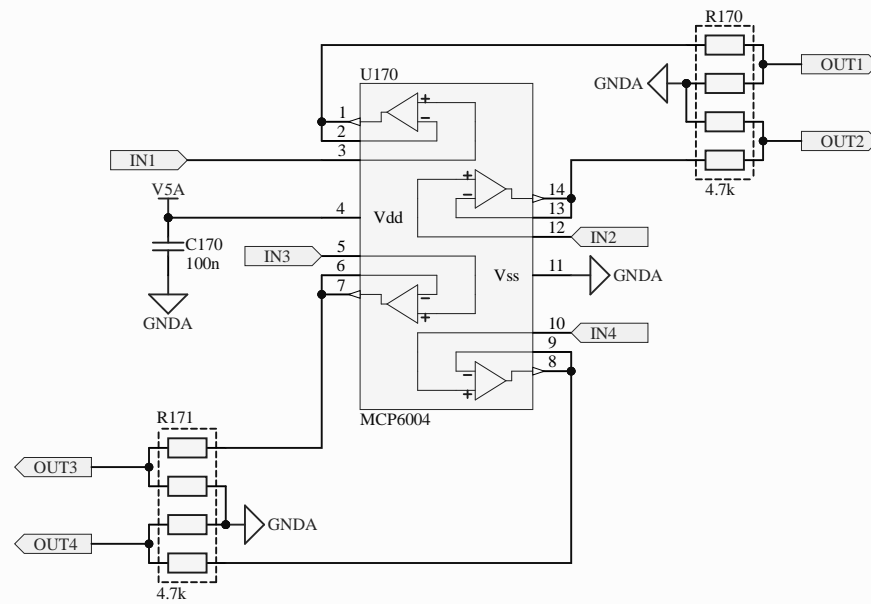 R170
OUT1
U170
GNDA
+
1
−
2
OUT2
3
IN1
4.7k
+
14
V5A
−
13
4
Vdd
12
IN2
C170
5
100n
IN3
6
Vss
11
GNDA
−
7
GNDA
+
10
IN4
9
−
8
+
R171
MCP6004
OUT3
GNDA
OUT4
4.7k